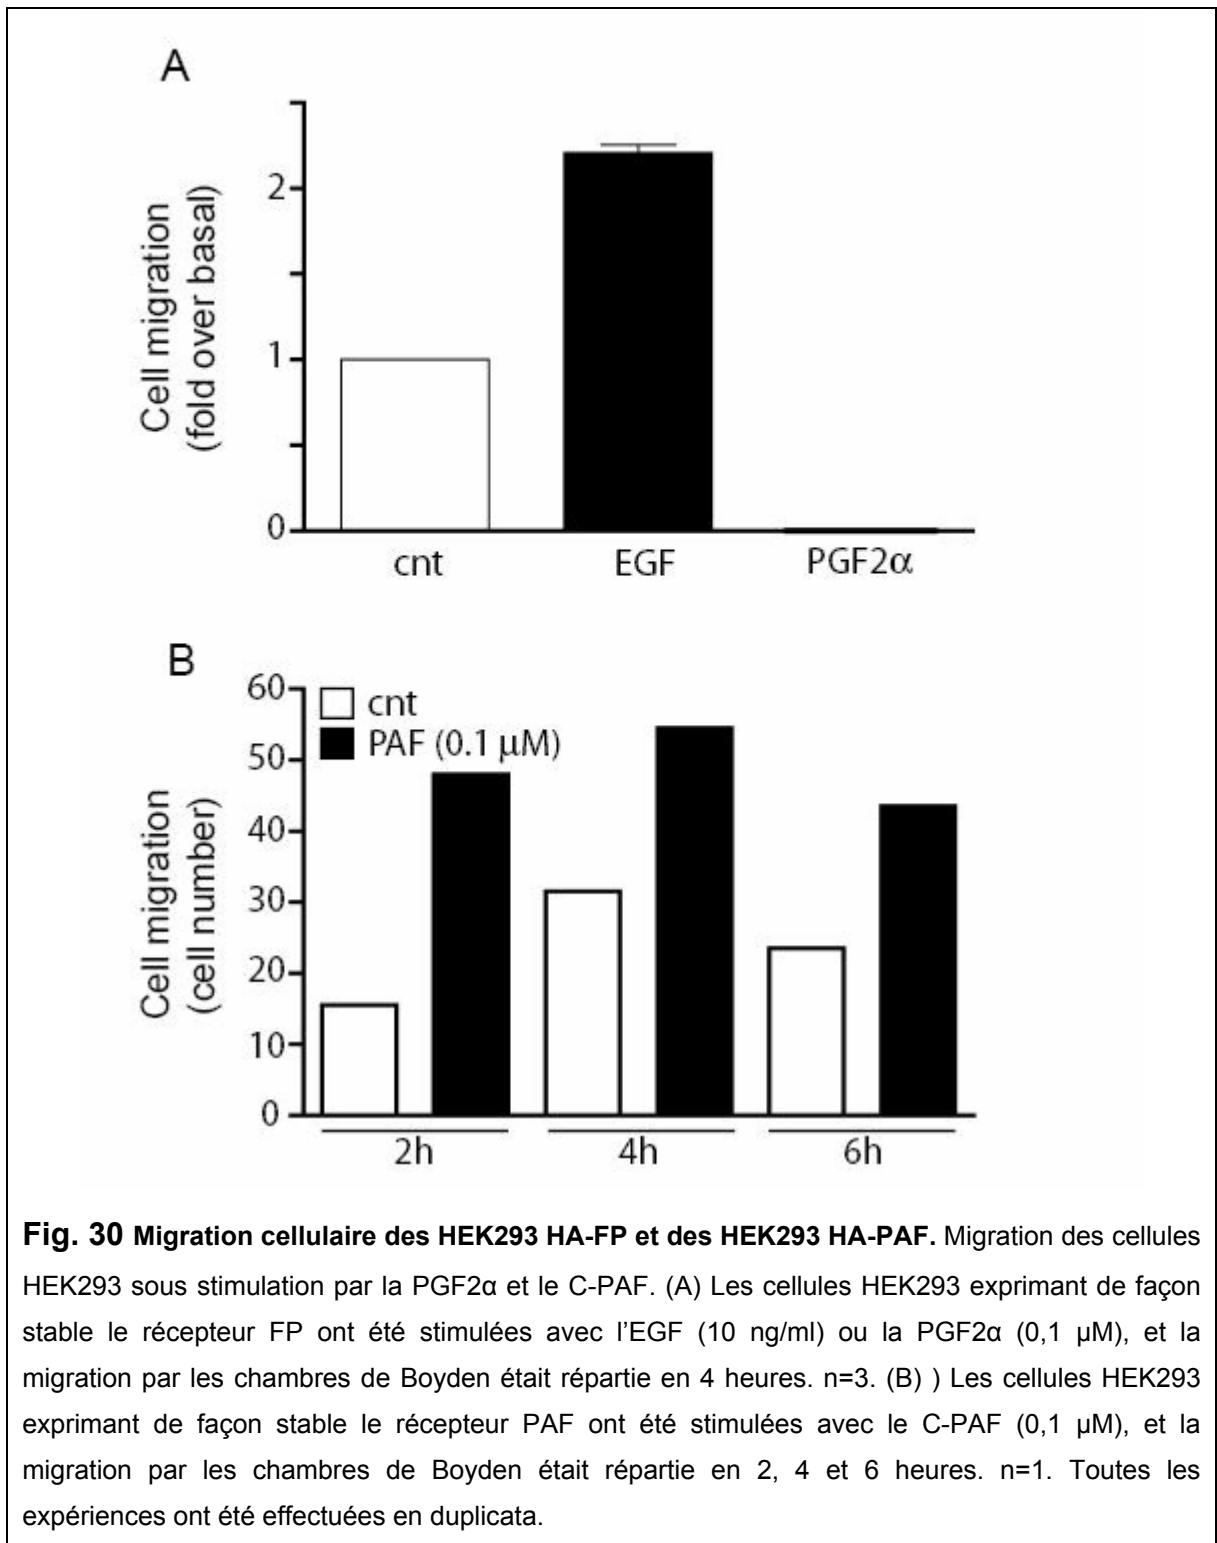 A
Cell migration
(fold over basal)
2
1
0
cnt EGF PGF2α
B
Cell migration
(cell number)
60
50
40
30
20
10
0
cnt
PAF (0.1 μM)
2h 4h 6h
Fig. 30 Migration cellulaire des HEK293 HA-FP et des HEK293 HA-PAF. Migration des cellules
HEK293 sous stimulation par la PGF2α et le C-PAF. (A) Les cellules HEK293 exprimant de façon
stable le récepteur FP ont été stimulées avec l’EGF (10 ng/ml) ou la PGF2α (0,1 μM), et la
migration par les chambres de Boyden était répartie en 4 heures. n=3. (B) ) Les cellules HEK293
exprimant de façon stable le récepteur PAF ont été stimulées avec le C-PAF (0,1 μM), et la
migration par les chambres de Boyden était répartie en 2, 4 et 6 heures. n=1. Toutes les
expériences ont été effectuées en duplicata.